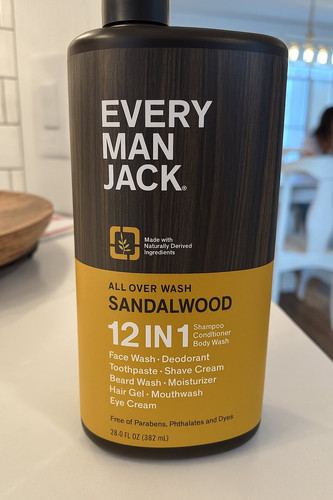 EVERY
MAN
JACK®
Made with
Naturally Derived
Ingredients
ALL OVER WASH
SANDALWOOD
12 IN 1
Shampoo
Conditioner
Body Wash
Face Wash · Deodorant
Toothpaste · Shave Cream
Beard Wash · Moisturizer
Hair Gel · Mouthwash
Eye Cream
Free of Parabens, Phthalates and Dyes
28.0 FL OZ (382 mL)